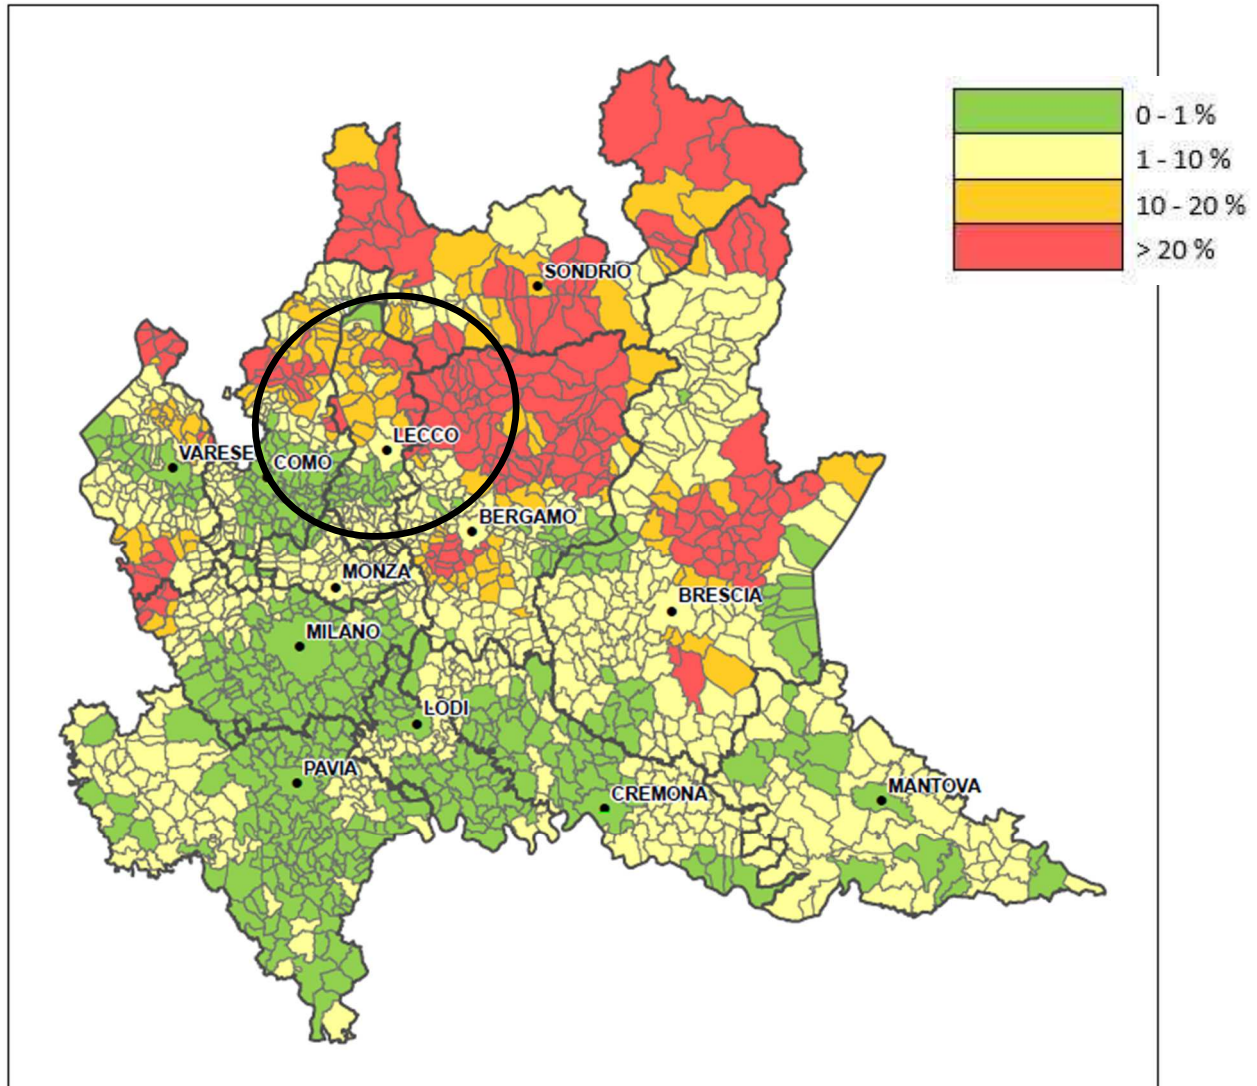 0 - 1 %
1 - 10 %
10 - 20 %
> 20 %
SONDRIO
LECCO
VARESE
COMO
BERGAMO
MONZA
BRESCIA
MILANO
LODI
PAVIA
CREMONA
MANTOVA